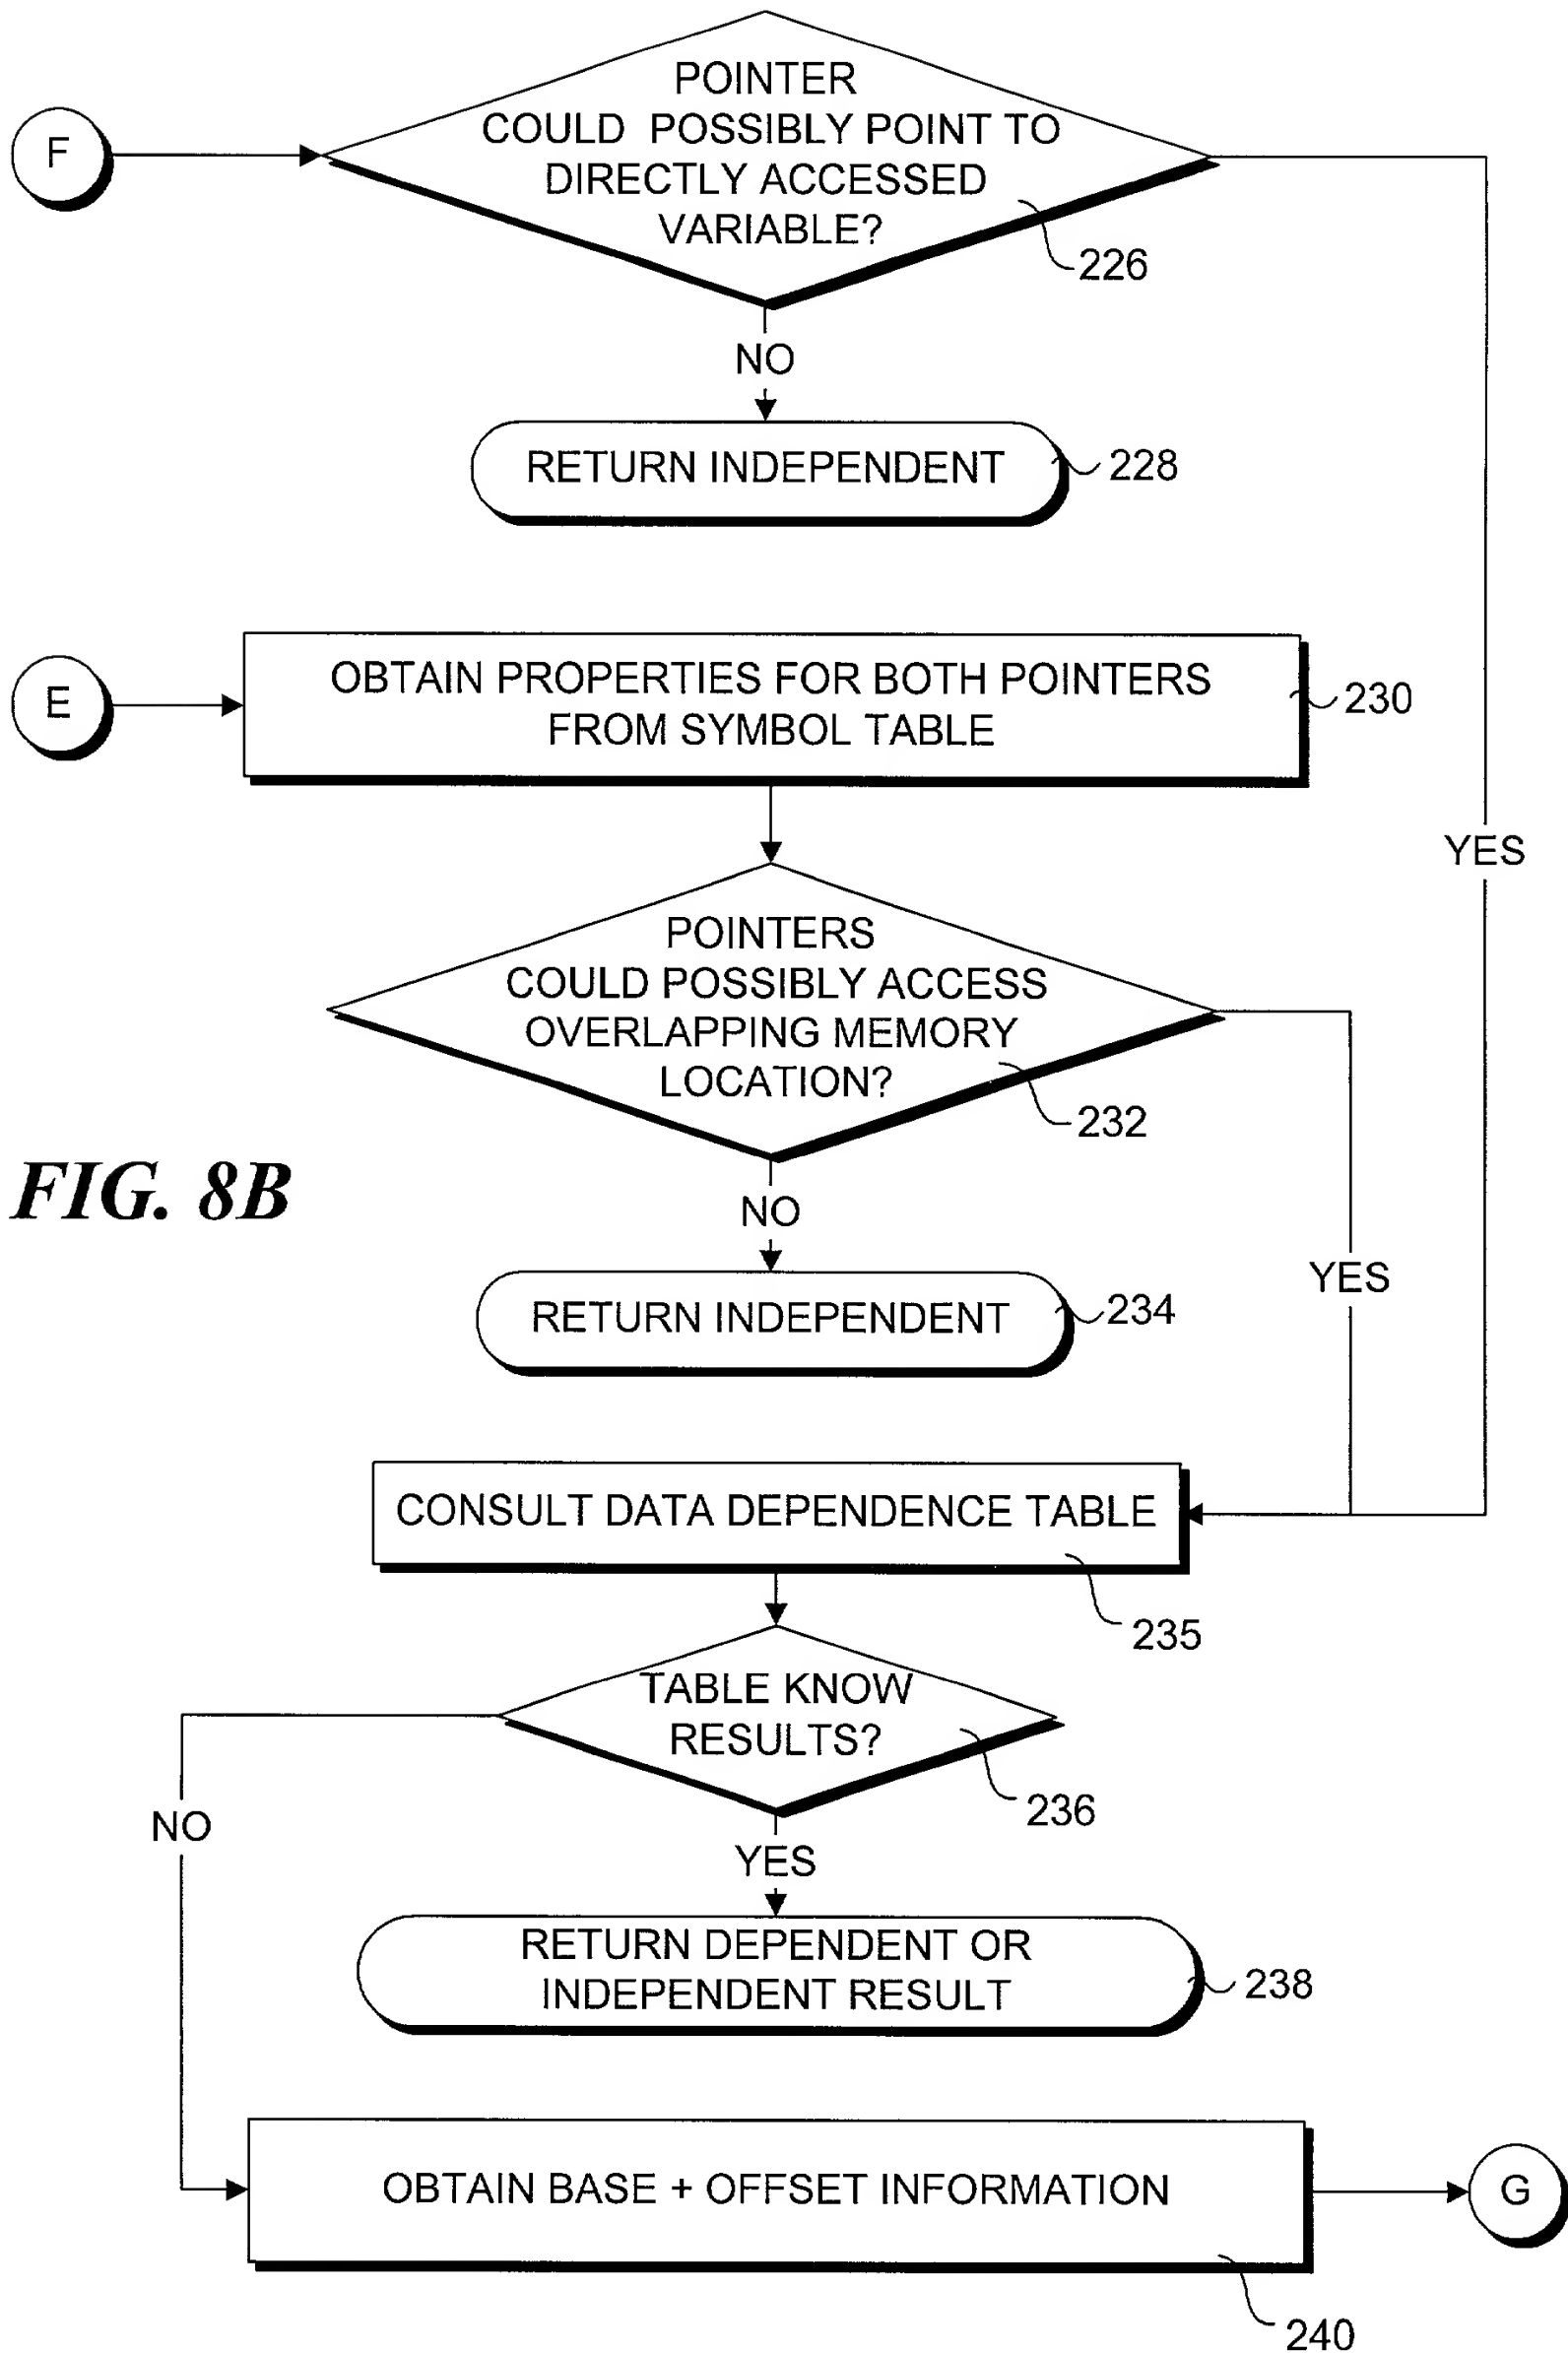 F
POINTER
COULD POSSIBLY POINT TO
DIRECTLY ACCESSED
VARIABLE?
226
NO
RETURN INDEPENDENT
228
E
OBTAIN PROPERTIES FOR BOTH POINTERS
FROM SYMBOL TABLE
230
YES
POINTERS
COULD POSSIBLY ACCESS
OVERLAPPING MEMORY
LOCATION?
232
FIG. 8B
NO
YES
RETURN INDEPENDENT
234
CONSULT DATA DEPENDENCE TABLE
235
TABLE KNOW
RESULTS?
236
NO
YES
RETURN DEPENDENT OR
INDEPENDENT RESULT
238
OBTAIN BASE + OFFSET INFORMATION
G
240